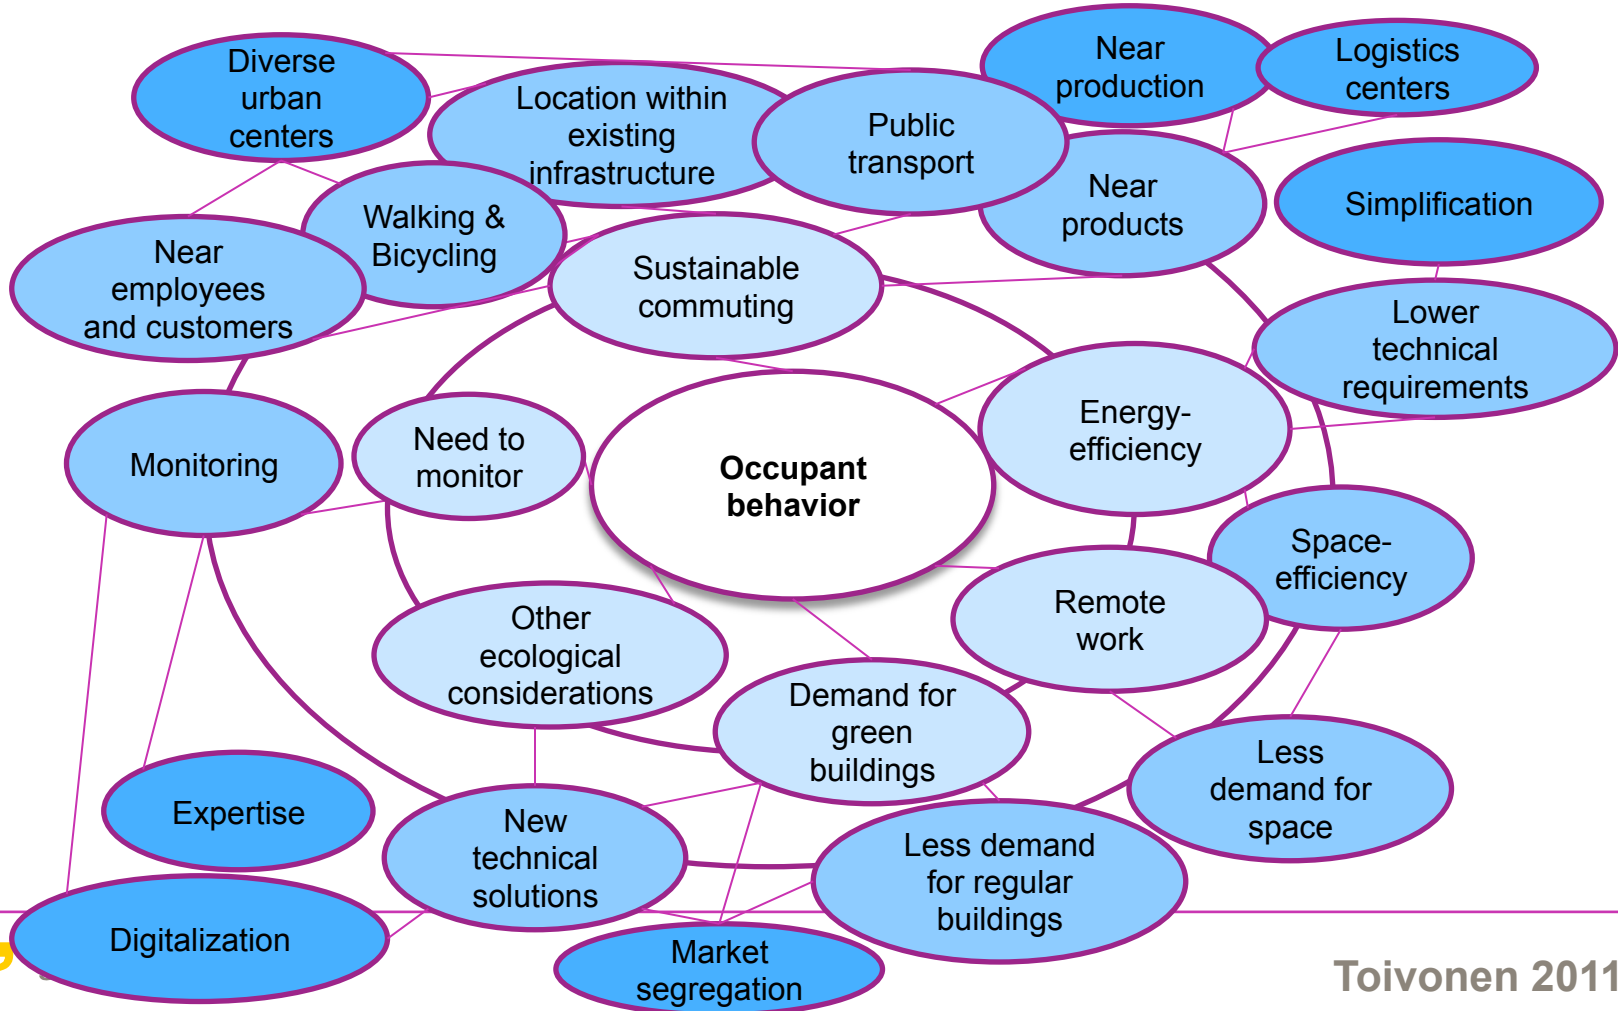 Diverse
urban
centers
Location within
existing
infrastructure
Public
transport
Near
production
Logistics
centers
Near
products
Simplification
Walking &
Bicycling
Near
employees
and customers
Sustainable
commuting
Lower
technical
requirements
Monitoring
Need to
monitor
Occupant
behavior
Energy-
efficiency
Space-
efficiency
Other
ecological
considerations
Remote
work
Demand for
green
buildings
Less
demand for
space
Expertise
New
technical
solutions
Less demand
for regular
buildings
Digitalization
Market
segregation
Toivonen 2011